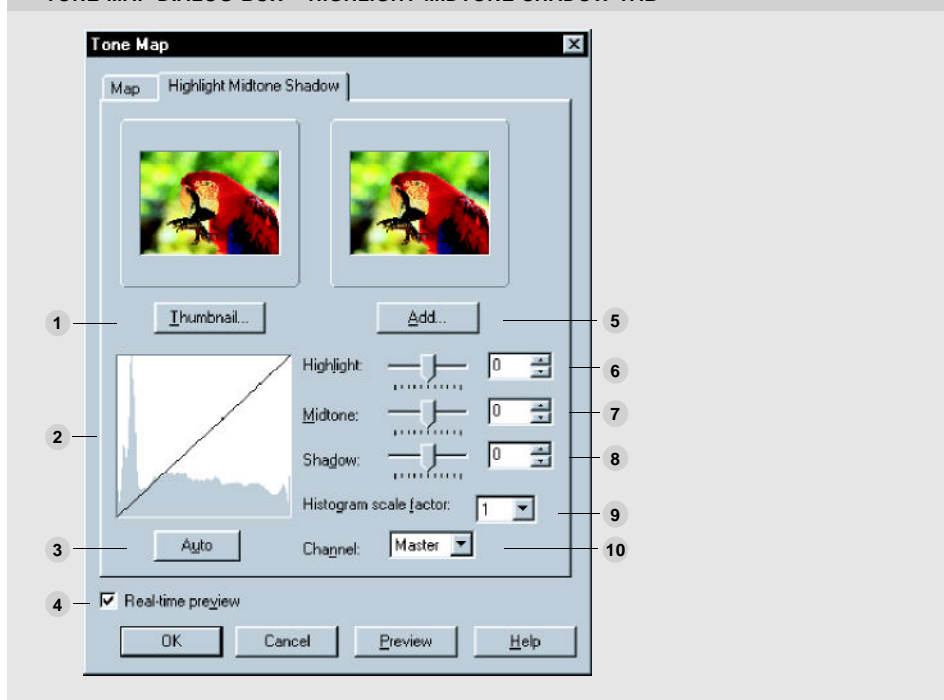 TONE MAP DIALOG BOX - HIGHLIGHT MIDTONE SHADOW TAB
Tone Map
Map Highlight Midtone Shadow
1 Thumbnail... Add... 5
Highlight: 0 6
Midtone: 0 7
2
Shadow: 0 8
Histogram scale factor: 1 9
3 Auto Channel: Master 10
4 Real-time preview
OK Cancel Preview Help